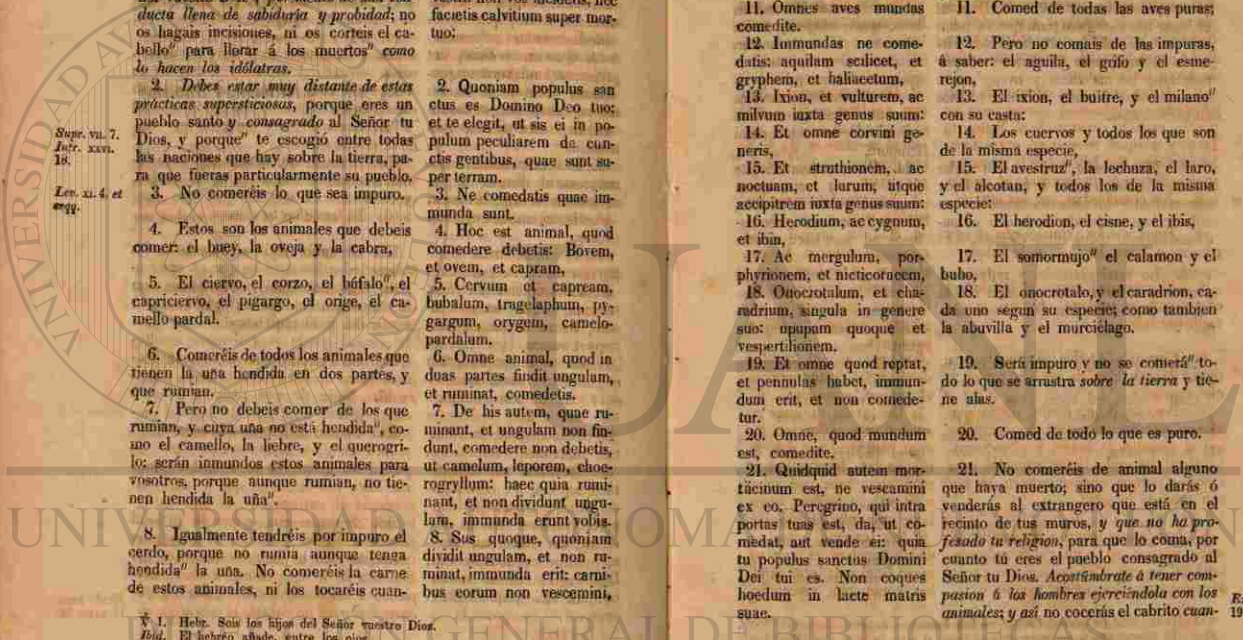 ducta llena de sabiduría y probidad; no
os hagais incisiones, ni os corteis el ca-
bello" para llorar á los muertos" como
lo hacen los idólatras.
2. Debes estar muy distante de estas
prácticas supersticiosas, porque eres un
pueblo santo y consagrado al Señor tu
Dios, y porque" te escogió entre todas
las naciones que hay sobre la tierra, pa-
ra que fueras particularmente su pueblo.
3. No comeréis lo que sea impuro.
4. Estos son los animales que debeis
comer: el buey, la oveja y la cabra,
5. El ciervo, el corzo, el búfalo", el
capriciervo, el pigargo, el orige, el ca-
mello pardal.
6. Comeréis de todos los animales que
tienen la uña hendida en dos partes, y
que rumian.
7. Pero no debeis comer de los que
rumian, y cuya uña no está hendida", co-
mo el camello, la liebre, y el querogri-
lo: serán inmundos estos animales para
vosotros, porque aunque rumian, no tie-
nen hendida la uña".
8. Igualmente tendréis por impuro el
cerdo, porque no rumia aunque tenga
hendida" la uña. No comeréis la carne
de estos animales, ni los tocaréis cuan-
Supr. vii. 7.
Infr. xxvi.
18.
Lev. xi. 4. et
seqq.
facietis calvitium super mor-
tuo:
2. Quoniam populus san
ctus es Domino Deo tuo:
et te elegit, ut sis ei in po-
pulum peculiarem de cun-
ctis gentibus, quae sunt su-
per terram.
3. Ne comedatis quae im-
munda sunt.
4. Hoc est animal, quod
comedere debetis: Bovem,
et ovem, et capram,
5. Cervum et capream,
bubalum, tragelaphum, py-
gargum, orygem, camelo-
pardalum.
6. Omne animal, quod in
duas partes findit ungulam,
et ruminat, comedetis.
7. De his autem, quae ru-
minant, et ungulam non fin-
dunt, comedere non debetis,
ut camelum, leporem, choe-
rogryllum: haec quia rumi-
nant, et non dividunt ungu-
lam, immunda erunt vobis.
8. Sus quoque, quoniam
dividit ungulam, et non ru-
minat, immunda erit: carni-
bus eorum non vescemini,
℣ 1. Hebr. Sois los hijos del Señor vuestro Dios.
Ibid. El hebréo añade, entre los ojos.
11. Omnes aves mundas
comedite.
12. Immundas ne come-
datis: aquilam scilicet, et
gryphem, et haliaeetum,
13. Ixion, et vulturem, ac
milvum iuxta genus suum:
14. Et omne corvini ge-
neris,
15. Et struthionem, ac
noctuam, et larum, atque
accipitrem iuxta genus suum:
16. Herodium, ac cygnum,
et ibin,
17. Ac mergulum, por-
phyrionem, et nicticoracem,
18. Onocrotalum, et cha-
radrium, singula in genere
suo: upupam quoque et
vespertilionem.
19. Et omne quod reptat,
et pennulas habet, immun-
dum erit, et non comede-
tur.
20. Omne, quod mundum
est, comedite.
21. Quidquid autem mor-
ticinum est, ne vescamini
ex eo. Peregrino, qui intra
portas tuas est, da, ut co-
medat, aut vende ei: quia
tu populus sanctus Domini
Dei tui es. Non coques
hoedum in lacte matris
suae.
11. Comed de todas las aves puras;
12. Pero no comais de las impuras,
á saber: el aguila, el grifo y el esme-
rejon,
13. El ixion, el buitre, y el milano"
con su casta:
14. Los cuervos y todos los que son
de la misma especie,
15. El avestruz", la lechuza, el laro,
y el alcotan, y todos los de la misma
especie:
16. El herodion, el cisne, y el ibis,
17. El somormujo" el calamon y el
bubo,
18. El onocrotalo, y el caradrion, ca-
da uno segun su especie; como tambien
la abuvilla y el murciélago.
19. Será impuro y no se comerá" to-
do lo que se arrastra sobre la tierra y tie-
ne alas.
20. Comed de todo lo que es puro.
21. No comeréis de animal alguno
que haya muerto; sino que lo darás ó
venderás al extrangero que está en el
recinto de tus muros, y que no ha pro-
fesado tu religion, para que lo coma, por
cuanto tú eres el pueblo consagrado al
Señor tu Dios. Acostúmbrate á tener com-
pasion á los hombres ejerciéndola con los
animales; y así no cocerás el cabrito cuan-
19
UANL